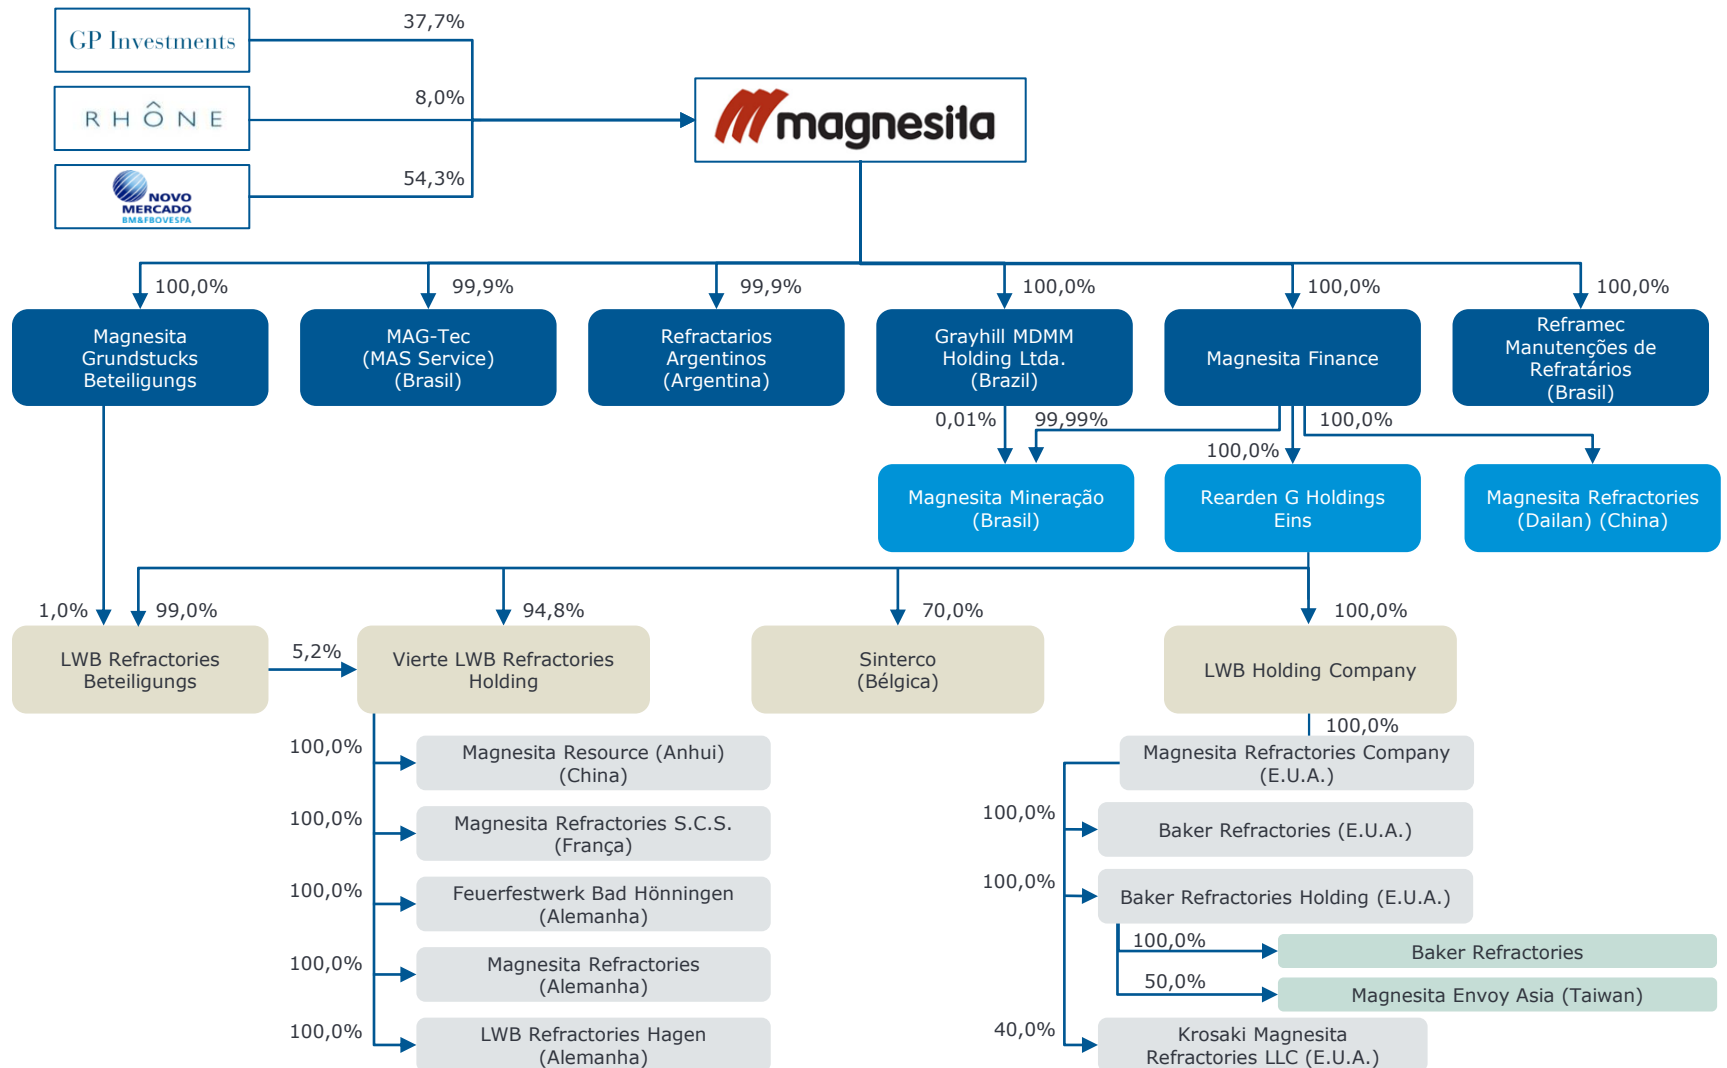 GP Investments
37,7%
RHÔNE
8,0%
magnesita
NOVO
MERCADO
BM&FBOVESPA
54,3%
100,0%
99,9%
99,9%
100,0%
100,0%
100,0%
Magnesita
Grundstucks
Beteiligungs
MAG-Tec
(MAS Service)
(Brasil)
Refractarios
Argentinos
(Argentina)
Grayhill MDMM
Holding Ltda.
(Brazil)
Magnesita Finance
Reframec
Manutenções de
Refratários
(Brasil)
0,01%
99,99%
100,0%
100,0%
Magnesita Mineração
(Brasil)
Rearden G Holdings
Eins
Magnesita Refractories
(Dailan) (China)
1,0%
99,0%
94,8%
70,0%
100,0%
LWB Refractories
Beteiligungs
5,2%
Vierte LWB Refractories
Holding
Sinterco
(Bélgica)
LWB Holding Company
100,0%
100,0%
Magnesita Resource (Anhui)
(China)
100,0%
Magnesita Refractories S.C.S.
(França)
100,0%
Feuerfestwerk Bad Hönningen
(Alemanha)
100,0%
Magnesita Refractories
(Alemanha)
100,0%
LWB Refractories Hagen
(Alemanha)
Magnesita Refractories Company
(E.U.A.)
100,0%
Baker Refractories (E.U.A.)
100,0%
Baker Refractories Holding (E.U.A.)
100,0%
Baker Refractories
50,0%
Magnesita Envoy Asia (Taiwan)
40,0%
Krosaki Magnesita
Refractories LLC (E.U.A.)